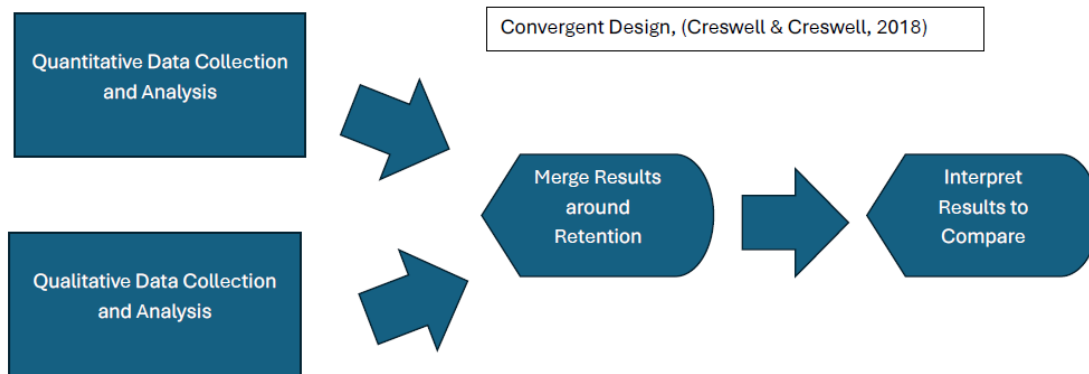 Convergent Design, (Creswell & Creswell, 2018)
Quantitative Data Collection
and Analysis
Merge Results
around
Retention
Interpret
Results to
Compare
Qualitative Data Collection
and Analysis